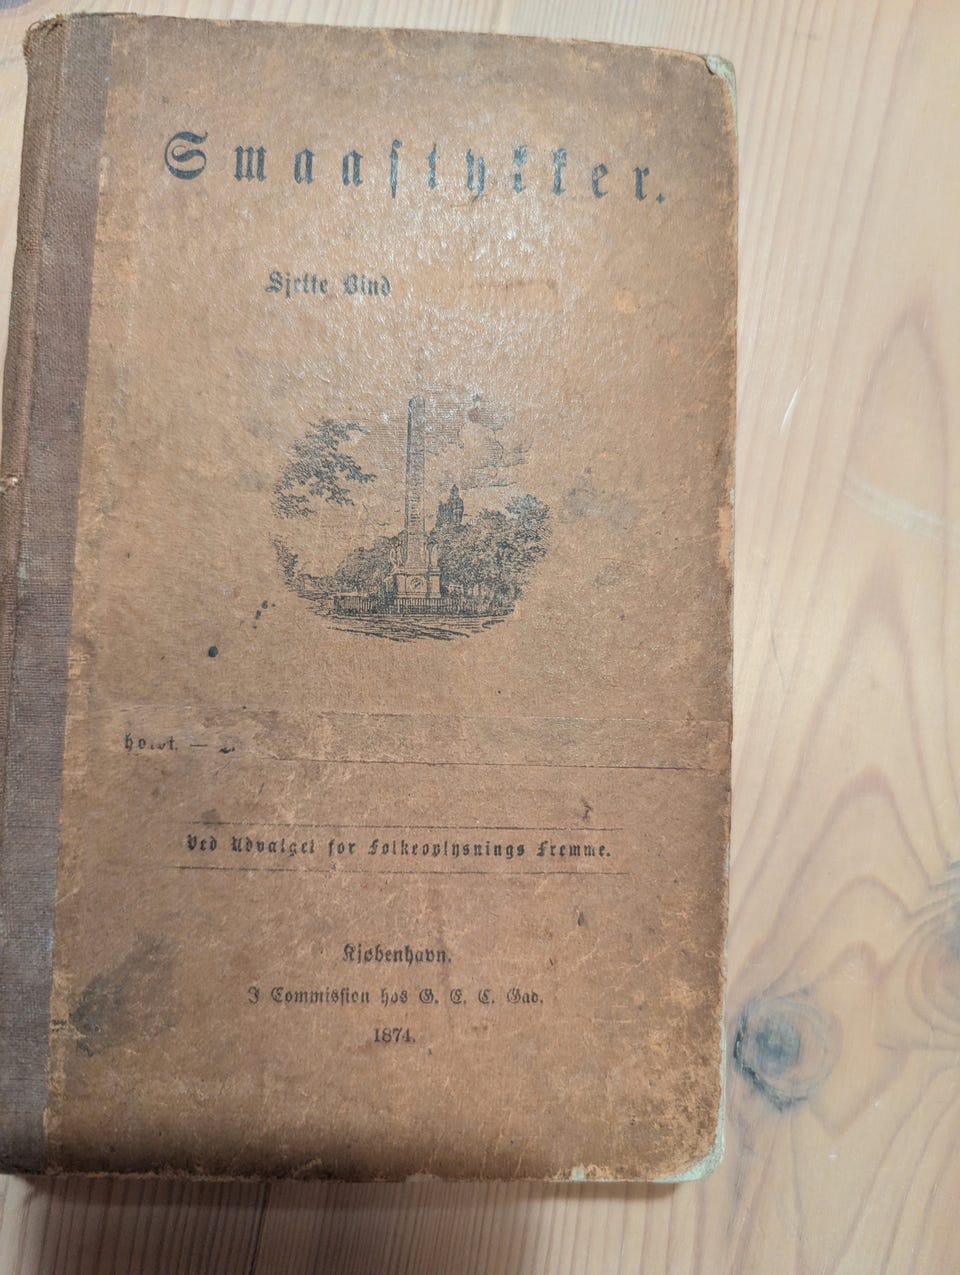 Smaastykker.
Sjette Bind
Ved Udvalget for Folkeoplysnings Fremme.
Kjøbenhavn.
I Commission hos G. E. C. Gad.
1874.